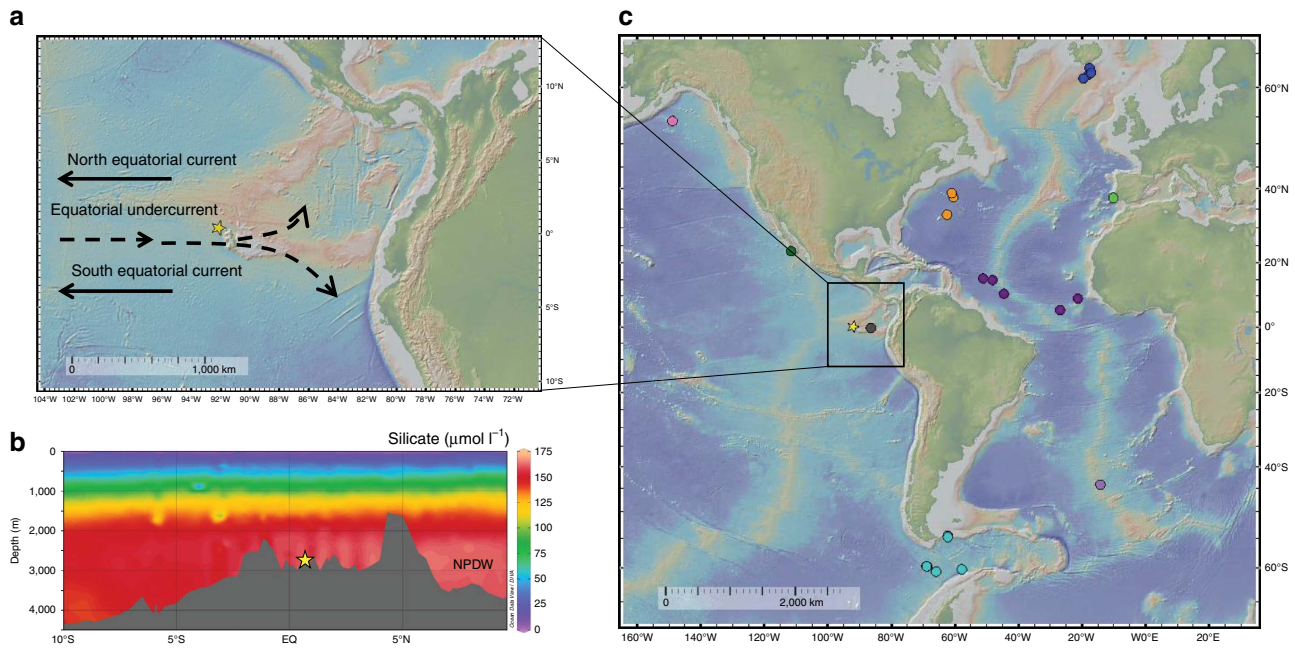 a
10°N
5°N
0°
5°S
10°S
North equatorial current
Equatorial undercurrent
South equatorial current
0
1,000 km
104°W 102°W 100°W 98°W 96°W 94°W 92°W 90°W 88°W 86°W 84°W 82°W 80°W 78°W 76°W 74°W 72°W
b
Silicate (μmol l⁻¹)
Depth (m)
0
1,000
2,000
3,000
4,000
10°S 5°S EQ 5°N
NPDW
Ocean Data View / DIVA
175
150
125
100
75
50
25
0
c
60°N
40°N
20°N
0°
20°S
40°S
60°S
0
2,000 km
160°W 140°W 120°W 100°W 80°W 60°W 40°W 20°W W0°E 20°E